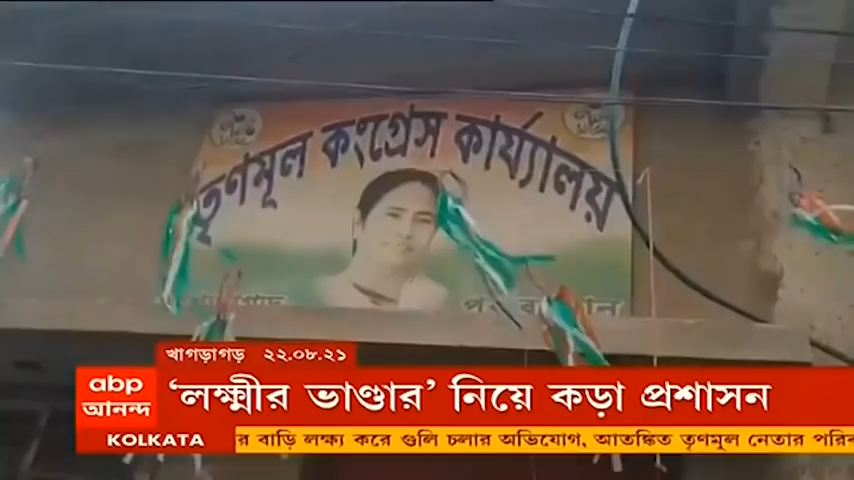 তৃণমূল কংগ্রেস কার্য্যালয়
খাগড়াগড় ২২.০৮.২১
abp
আনন্দ
‘লক্ষ্মীর ভাণ্ডার’ নিয়ে কড়া প্রশাসন
KOLKATA
র বাড়ি লক্ষ্য করে গুলি চলার অভিযোগ, আতঙ্কিত তৃণমূল নেতার পরিব